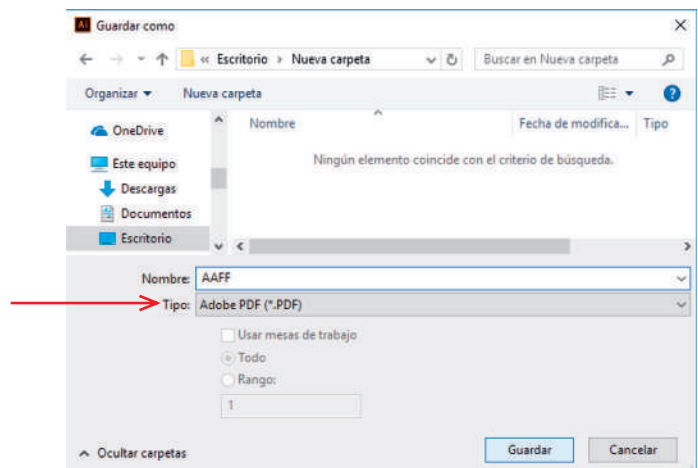 Ai Guardar como
« Escritorio > Nueva carpeta
Buscar en Nueva carpeta
Organizar
Nueva carpeta
?
OneDrive
Este equipo
Descargas
Documentos
Escritorio
Nombre
Fecha de modifica...
Tipo
Ningún elemento coincide con el criterio de búsqueda.
Nombre: AAFF
Tipo: Adobe PDF (*.PDF)
Usar mesas de trabajo
Todo
Rango:
1
Ocultar carpetas
Guardar
Cancelar